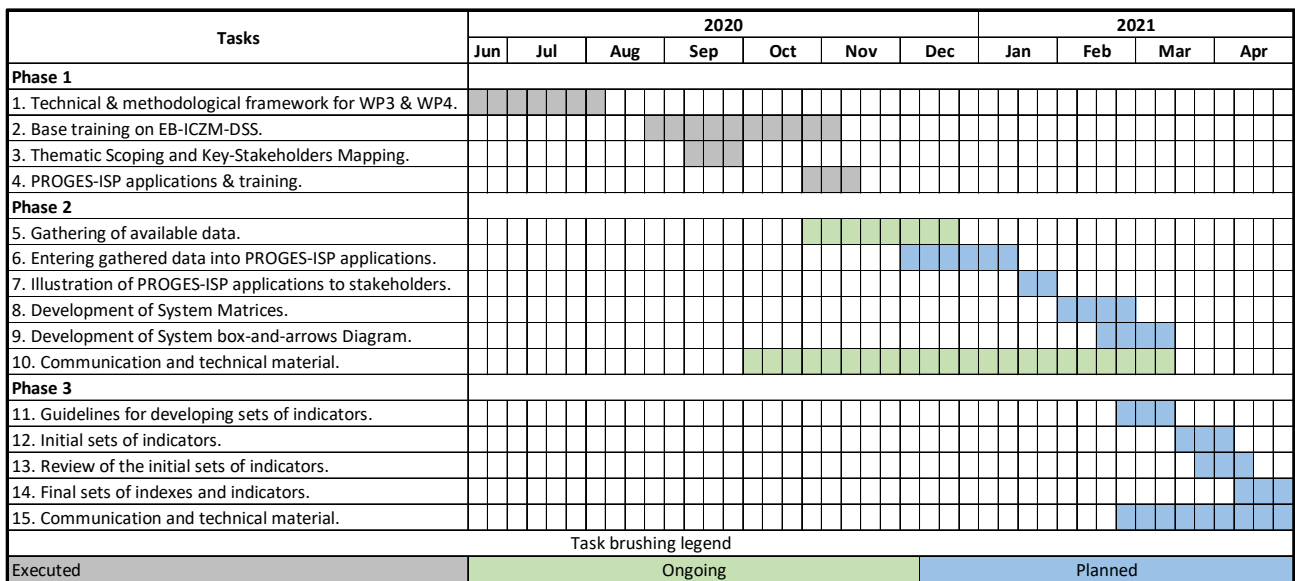 Tasks 2020 2021
Jun Jul Aug Sep Oct Nov Dec Jan Feb Mar Apr
Phase 1
1. Technical & methodological framework for WP3 & WP4.
2. Base training on EB-ICZM-DSS.
3. Thematic Scoping and Key-Stakeholders Mapping.
4. PROGES-ISP applications & training.
Phase 2
5. Gathering of available data.
6. Entering gathered data into PROGES-ISP applications.
7. Illustration of PROGES-ISP applications to stakeholders.
8. Development of System Matrices.
9. Development of System box-and-arrows Diagram.
10. Communication and technical material.
Phase 3
11. Guidelines for developing sets of indicators.
12. Initial sets of indicators.
13. Review of the initial sets of indicators.
14. Final sets of indexes and indicators.
15. Communication and technical material.
Task brushing legend
Executed Ongoing Planned